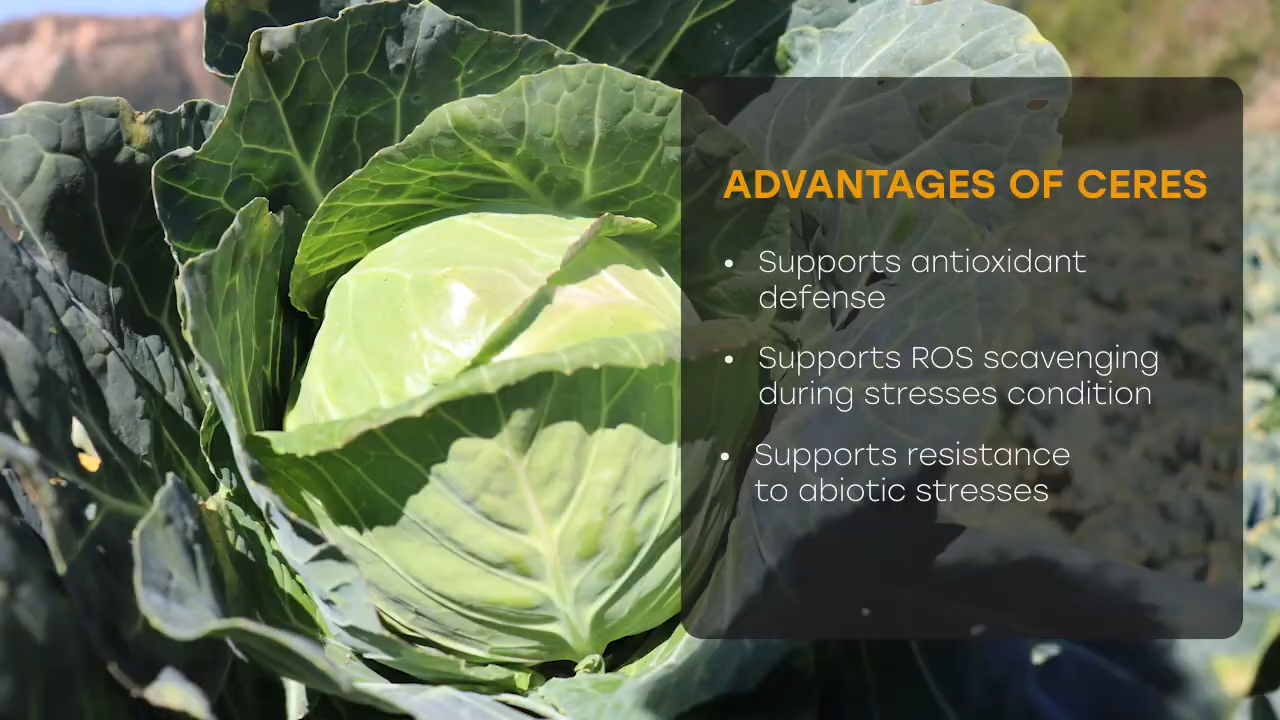 ADVANTAGES OF CERES
• Supports antioxidant
defense
• Supports ROS scavenging
during stresses condition
• Supports resistance
to abiotic stresses